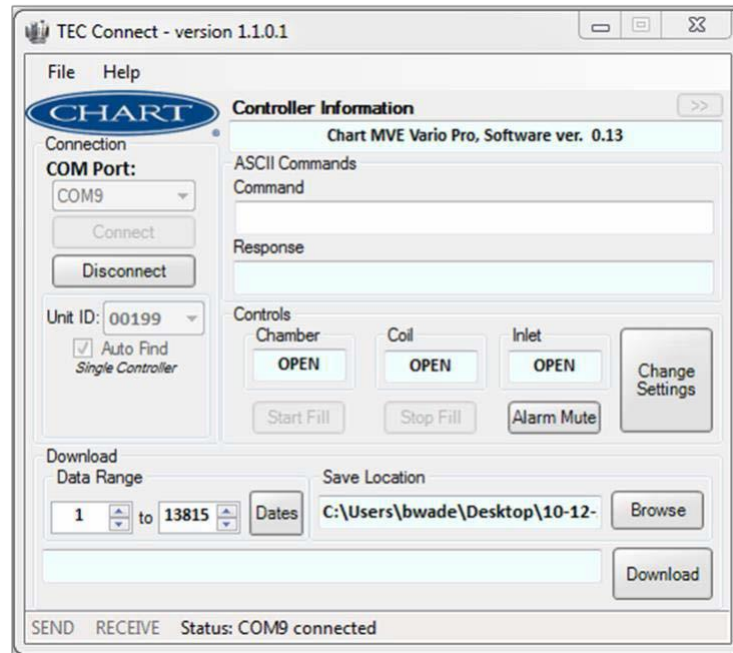 TEC Connect - version 1.1.0.1
File Help
CHART
Controller Information >>
Chart MVE Vario Pro, Software ver. 0.13
Connection
COM Port:
COM9
Connect
Disconnect
ASCII Commands
Command
Response
Unit ID: 00199
Auto Find
Single Controller
Controls
Chamber Coil Inlet
OPEN OPEN OPEN
Start Fill Stop Fill Alarm Mute
Change
Settings
Download
Data Range
1 to 13815 Dates
Save Location
C:\Users\bwade\Desktop\10-12- Browse
Download
SEND RECEIVE Status: COM9 connected